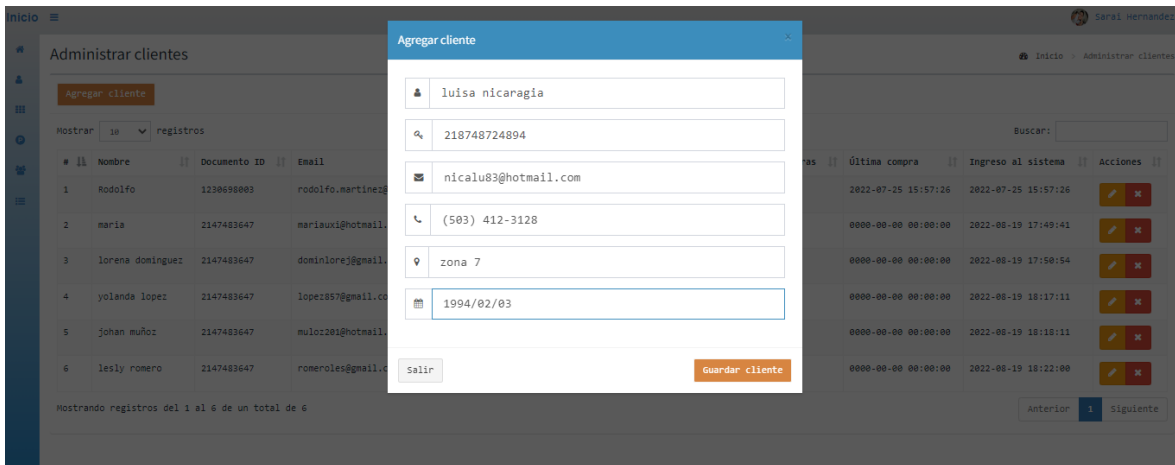 Inicio
Sarai Hernandez
Administrar clientes
Inicio > Administrar clientes
Agregar cliente
Mostrar 10 registros
Buscar:
# Nombre Documento ID Email ras Última compra Ingreso al sistema Acciones
1 Rodolfo 1230698003 rodolfo.martinez@ 2022-07-25 15:57:26 2022-07-25 15:57:26
2 maria 2147483647 mariauxi@hotmail. 0000-00-00 00:00:00 2022-08-19 17:49:41
3 lorena dominguez 2147483647 dominlorej@gmail. 0000-00-00 00:00:00 2022-08-19 17:50:54
4 yolanda lopez 2147483647 lopez857@gmail.co 0000-00-00 00:00:00 2022-08-19 18:17:11
5 johan muñoz 2147483647 muloz201@hotmail. 0000-00-00 00:00:00 2022-08-19 18:18:11
6 lesly romero 2147483647 romeroles@gmail.c 0000-00-00 00:00:00 2022-08-19 18:22:00
Mostrando registros del 1 al 6 de un total de 6
Anterior 1 Siguiente
Agregar cliente x
luisa nicaragia
218748724894
nicalu83@hotmail.com
(503) 412-3128
zona 7
1994/02/03
Salir
Guardar cliente